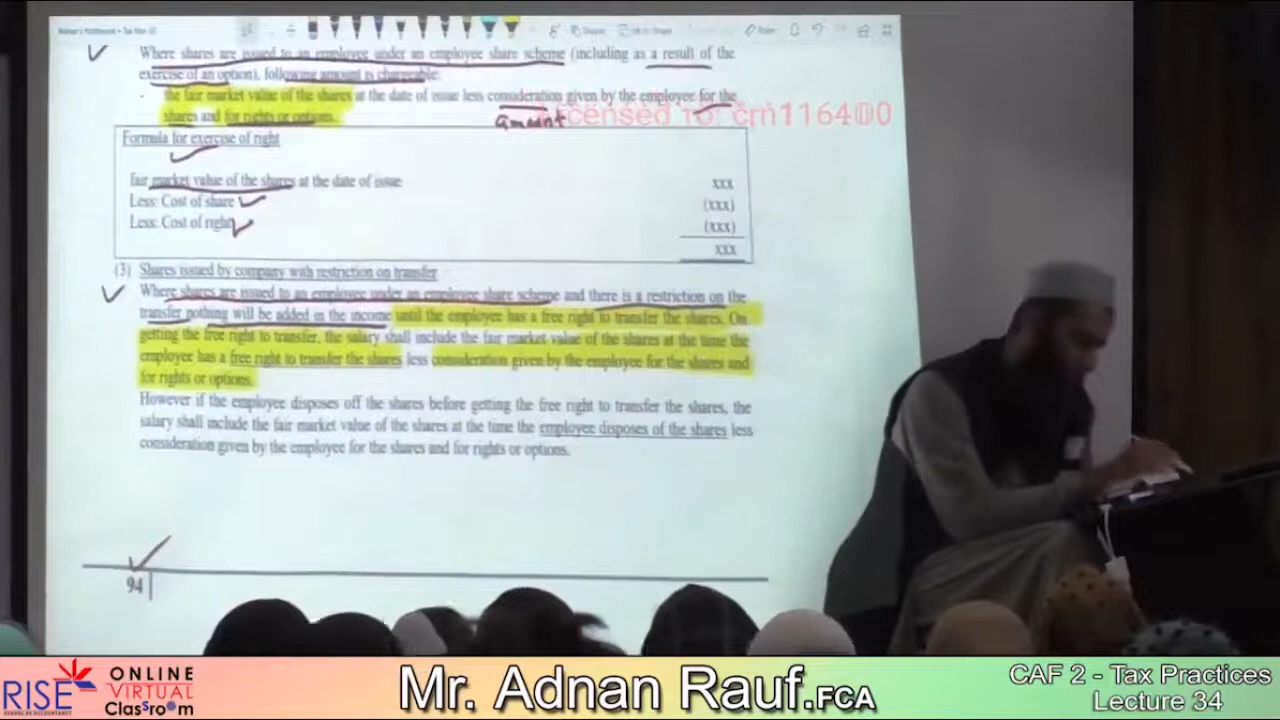 Where shares are issued to an employee under an employee share scheme (including as a result of the
exercise of an option), following amount is chargeable:
the fair market value of the shares at the date of issue less consideration given by the employee for the
shares and for rights or options.
amount
Licensed to: crn116400
Formula for exercise of right
fair market value of the shares at the date of issue xxx
Less: Cost of share (xxx)
Less: Cost of right (xxx)
xxx
(3) Shares issued by company with restriction on transfer
Where shares are issued to an employee under an employee share scheme and there is a restriction on the
transfer nothing will be added in the income until the employee has a free right to transfer the shares. On
getting the free right to transfer, the salary shall include the fair market value of the shares at the time the
employee has a free right to transfer the shares less consideration given by the employee for the shares and
for rights or options.
However if the employee disposes off the shares before getting the free right to transfer the shares, the
salary shall include the fair market value of the shares at the time the employee disposes of the shares less
consideration given by the employee for the shares and for rights or options.
94
RISE
ONLINE
VIRTUAL
Classroom
Mr. Adnan Rauf.FCA
CAF 2 - Tax Practices
Lecture 34